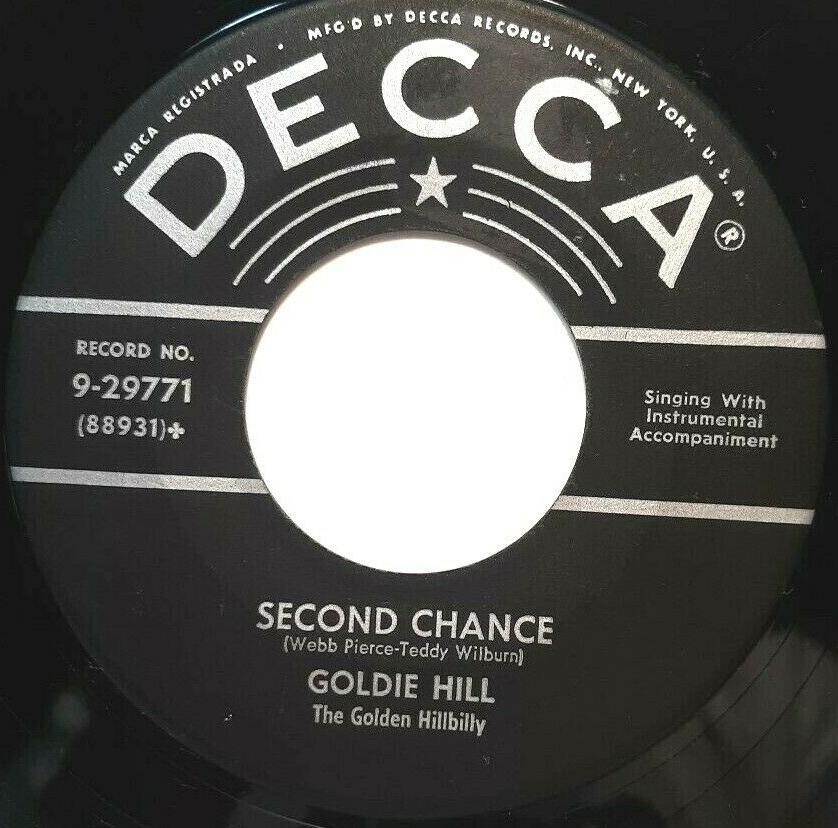 MARCA REGISTRADA • MFG'D BY DECCA RECORDS, INC., NEW YORK, U. S. A.
DECCA®
RECORD NO.
9-29771
(88931)✤
Singing With
Instrumental
Accompaniment
SECOND CHANCE
(Webb Pierce-Teddy Wilburn)
GOLDIE HILL
The Golden Hillbilly